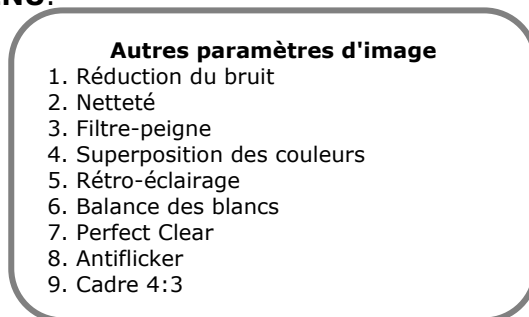 Autres paramètres d'image
1. Réduction du bruit
2. Netteté
3. Filtre-peigne
4. Superposition des couleurs
5. Rétro-éclairage
6. Balance des blancs
7. Perfect Clear
8. Antiflicker
9. Cadre 4:3